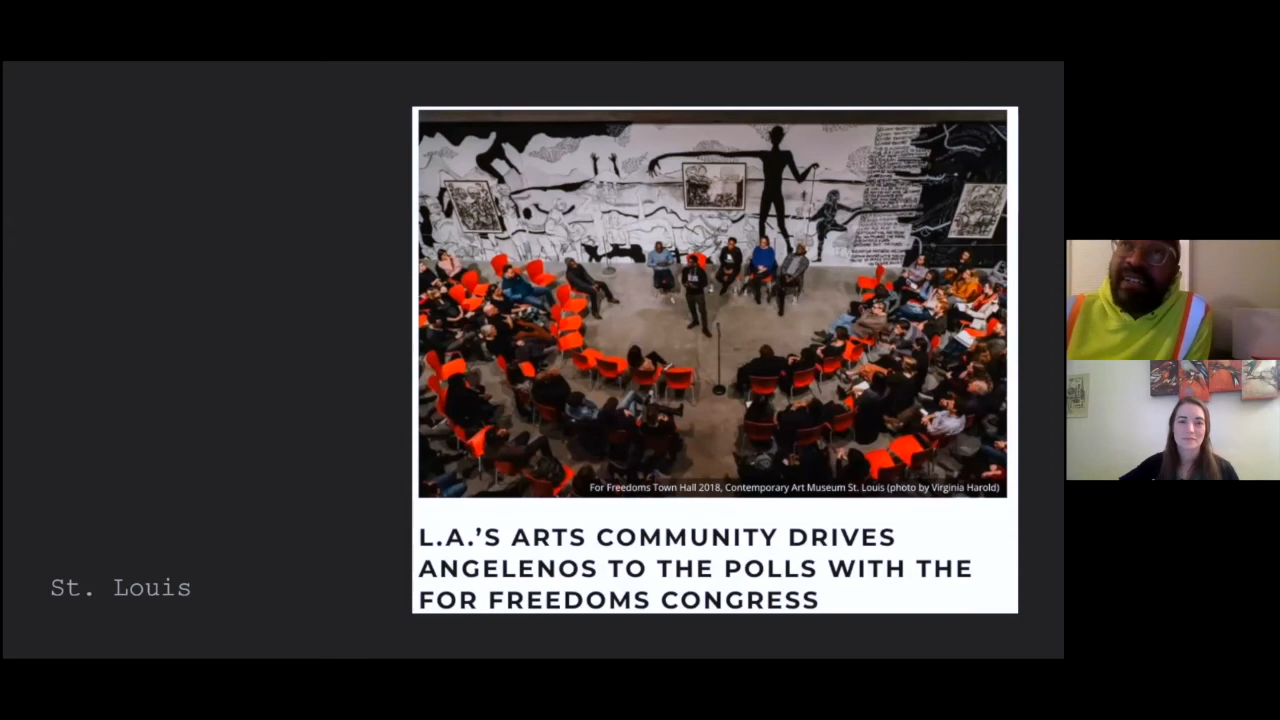 For Freedoms Town Hall 2018, Contemporary Art Museum St. Louis (photo by Virginia Harold)
L.A.'S ARTS COMMUNITY DRIVES
ANGELENOS TO THE POLLS WITH THE
FOR FREEDOMS CONGRESS
St. Louis